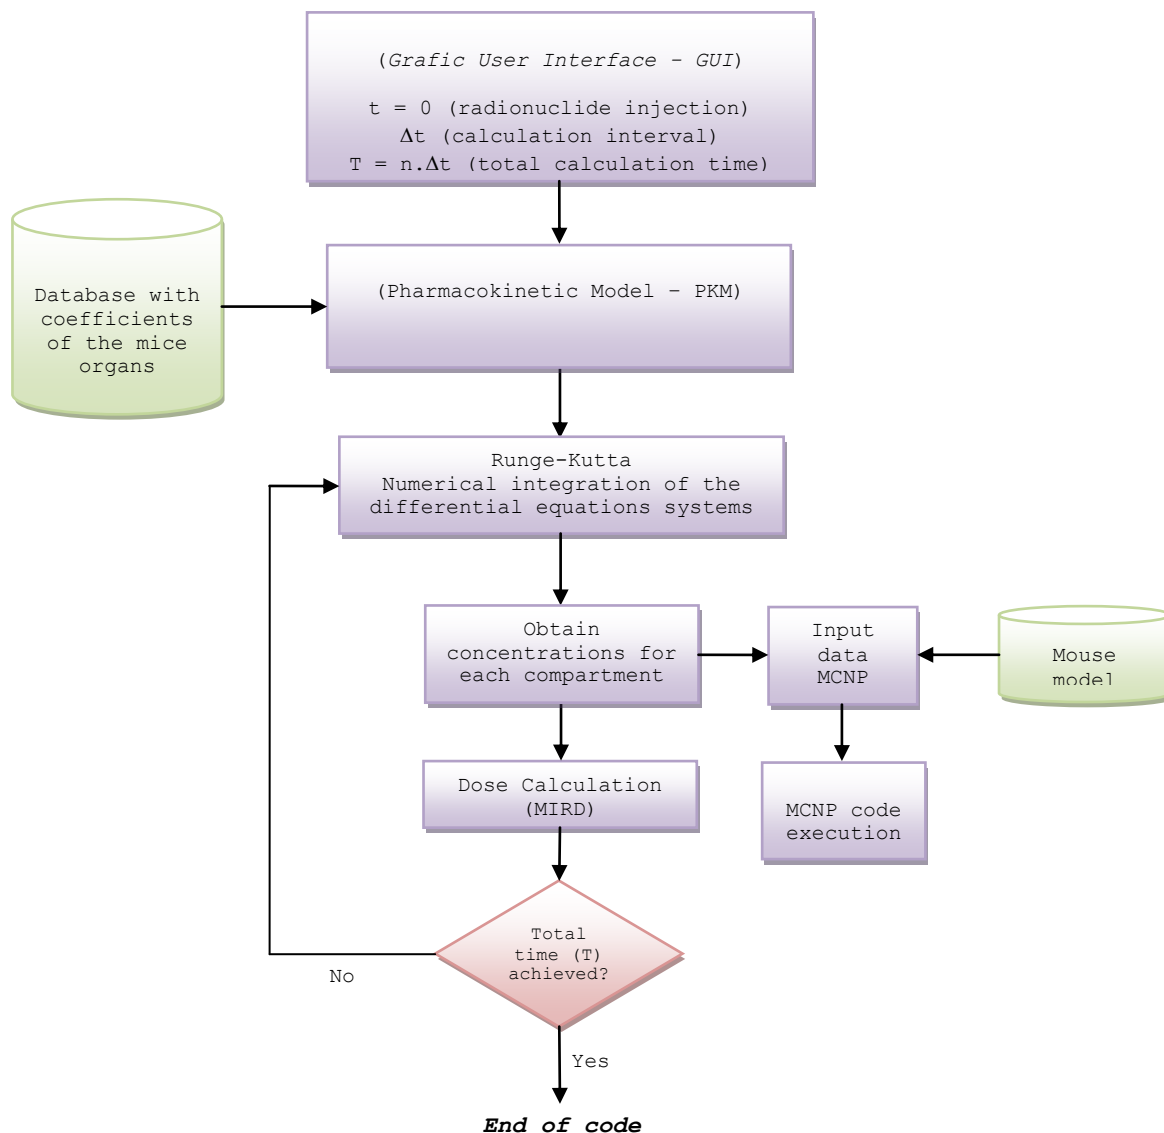 (Grafic User Interface - GUI)
t = 0 (radionuclide injection)
Δt (calculation interval)
T = n.Δt (total calculation time)
Database with
coefficients
of the mice
organs
(Pharmacokinetic Model – PKM)
Runge-Kutta
Numerical integration of the
differential equations systems
Obtain
concentrations for
each compartment
Input
data
MCNP
Mouse
model
Dose Calculation
(MIRD)
MCNP code
execution
Total
time (T)
achieved?
No
Yes
End of code